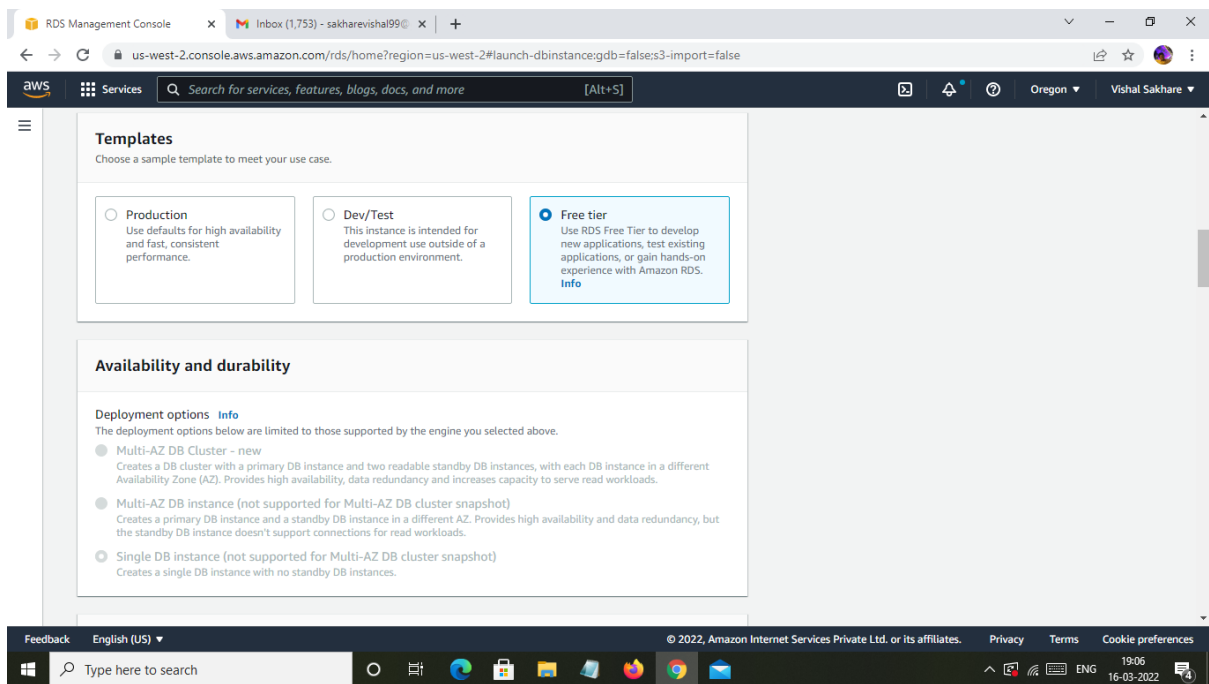 RDS Management Console
Inbox (1,753) - sakharevishal99@
us-west-2.console.aws.amazon.com/rds/home?region=us-west-2#launch-dbinstance:gdb=false;s3-import=false
aws
Services
Search for services, features, blogs, docs, and more
[Alt+S]
Oregon
Vishal Sakhare
Templates
Choose a sample template to meet your use case.
Production
Use defaults for high availability
and fast, consistent
performance.
Dev/Test
This instance is intended for
development use outside of a
production environment.
Free tier
Use RDS Free Tier to develop
new applications, test existing
applications, or gain hands-on
experience with Amazon RDS.
Info
Availability and durability
Deployment options Info
The deployment options below are limited to those supported by the engine you selected above.
Multi-AZ DB Cluster - new
Creates a DB cluster with a primary DB instance and two readable standby DB instances, with each DB instance in a different
Availability Zone (AZ). Provides high availability, data redundancy and increases capacity to serve read workloads.
Multi-AZ DB instance (not supported for Multi-AZ DB cluster snapshot)
Creates a primary DB instance and a standby DB instance in a different AZ. Provides high availability and data redundancy, but
the standby DB instance doesn't support connections for read workloads.
Single DB instance (not supported for Multi-AZ DB cluster snapshot)
Creates a single DB instance with no standby DB instances.
Feedback
English (US)
© 2022, Amazon Internet Services Private Ltd. or its affiliates.
Privacy
Terms
Cookie preferences
Type here to search
ENG
19:06
16-03-2022
4